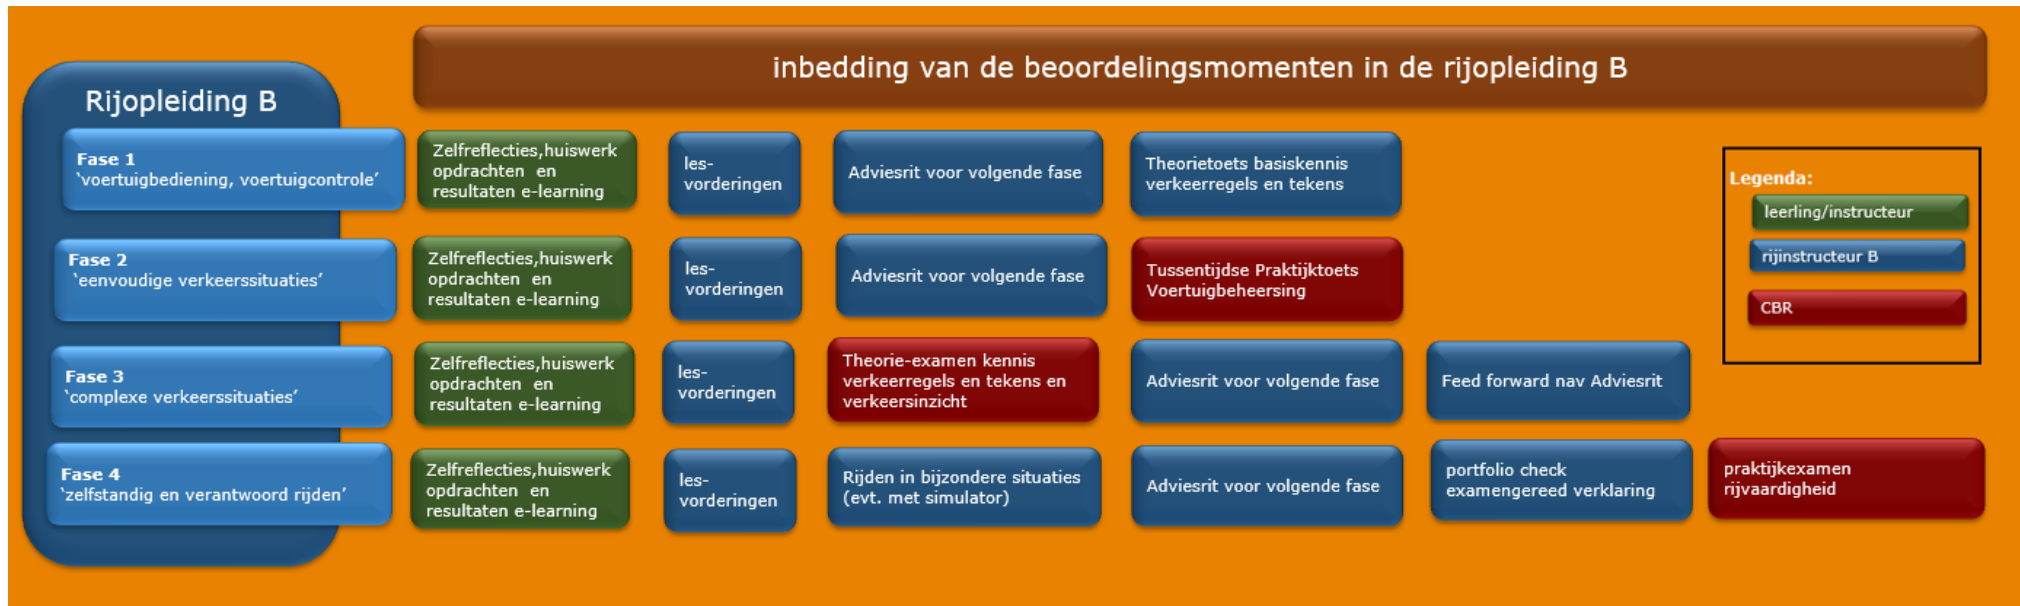 inbedding van de beoordelingsmomenten in de rijopleiding B
Rijopleiding B
Fase 1
‘voertuigbediening, voertuigcontrole’
Zelfreflecties,huiswerk
opdrachten en
resultaten e-learning
les-
vorderingen
Adviesrit voor volgende fase
Theorietoets basiskennis
verkeerregels en tekens
Fase 2
‘eenvoudige verkeerssituaties’
Zelfreflecties,huiswerk
opdrachten en
resultaten e-learning
les-
vorderingen
Adviesrit voor volgende fase
Tussentijdse Praktijktoets
Voertuigbeheersing
Fase 3
‘complexe verkeerssituaties’
Zelfreflecties,huiswerk
opdrachten en
resultaten e-learning
les-
vorderingen
Theorie-examen kennis
verkeerregels en tekens en
verkeersinzicht
Adviesrit voor volgende fase
Feed forward nav Adviesrit
Fase 4
‘zelfstandig en verantwoord rijden’
Zelfreflecties,huiswerk
opdrachten en
resultaten e-learning
les-
vorderingen
Rijden in bijzondere situaties
(evt. met simulator)
Adviesrit voor volgende fase
portfolio check
examengereed verklaring
praktijkexamen
rijvaardigheid
Legenda:
leerling/instructeur
rijinstructeur B
CBR